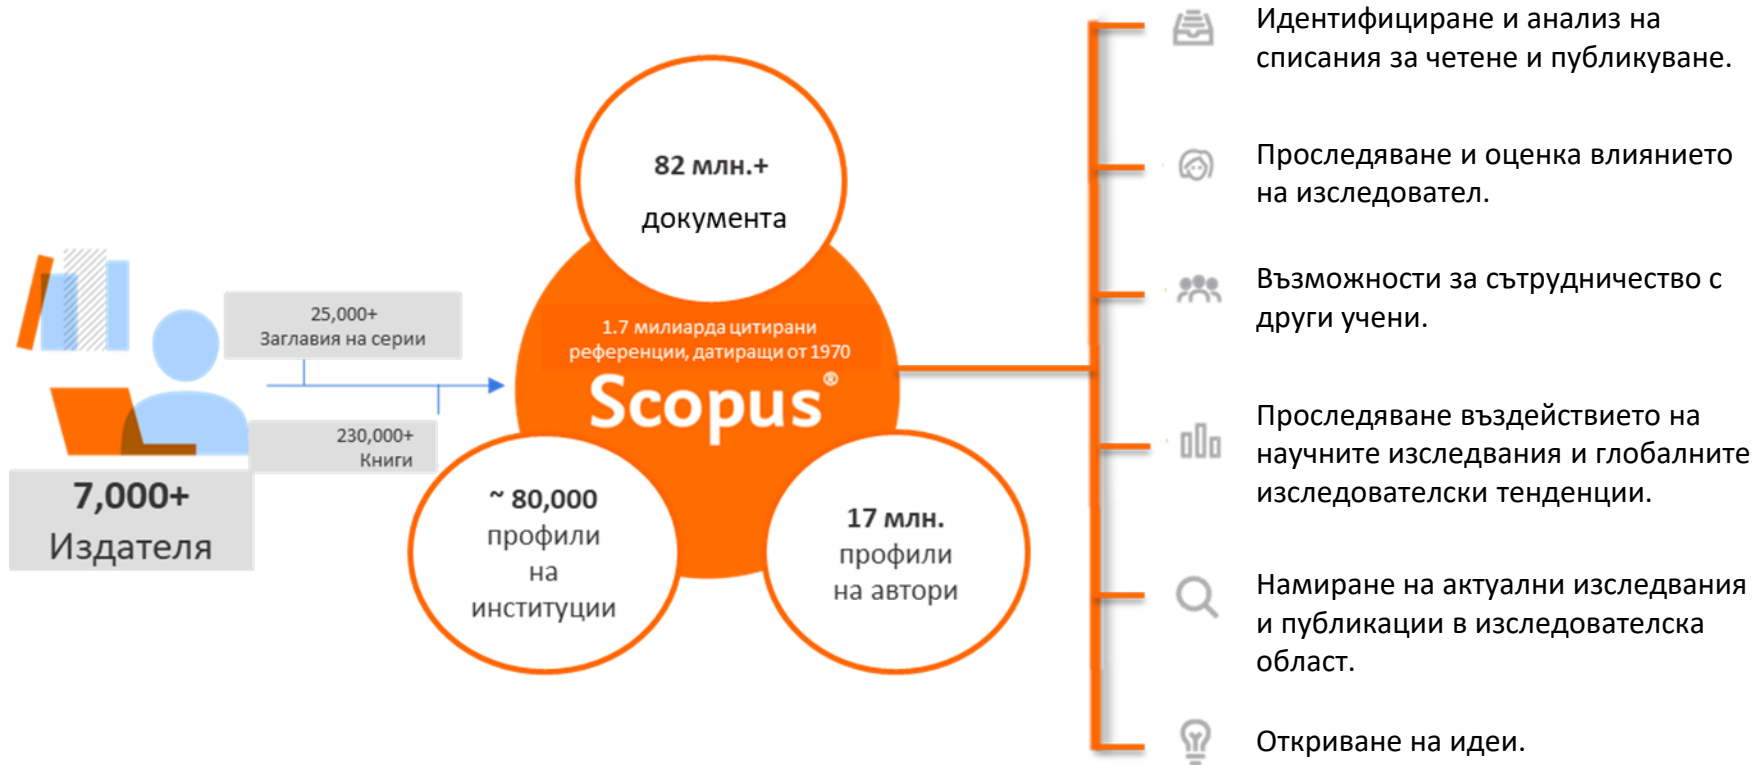 7,000+
Издателя
25,000+
Заглавия на серии
230,000+
Книги
82 млн.+
документа
1.7 милиарда цитирани
референции, датиращи от 1970
Scopus®
~ 80,000
профили
на
институции
17 млн.
профили
на автори
Идентифициране и анализ на
списания за четене и публикуване.
Проследяване и оценка влиянието
на изследовател.
Възможности за сътрудничество с
други учени.
Проследяване въздействието на
научните изследвания и глобалните
изследователски тенденции.
Намиране на актуални изследвания
и публикации в изследователска
област.
Откриване на идеи.